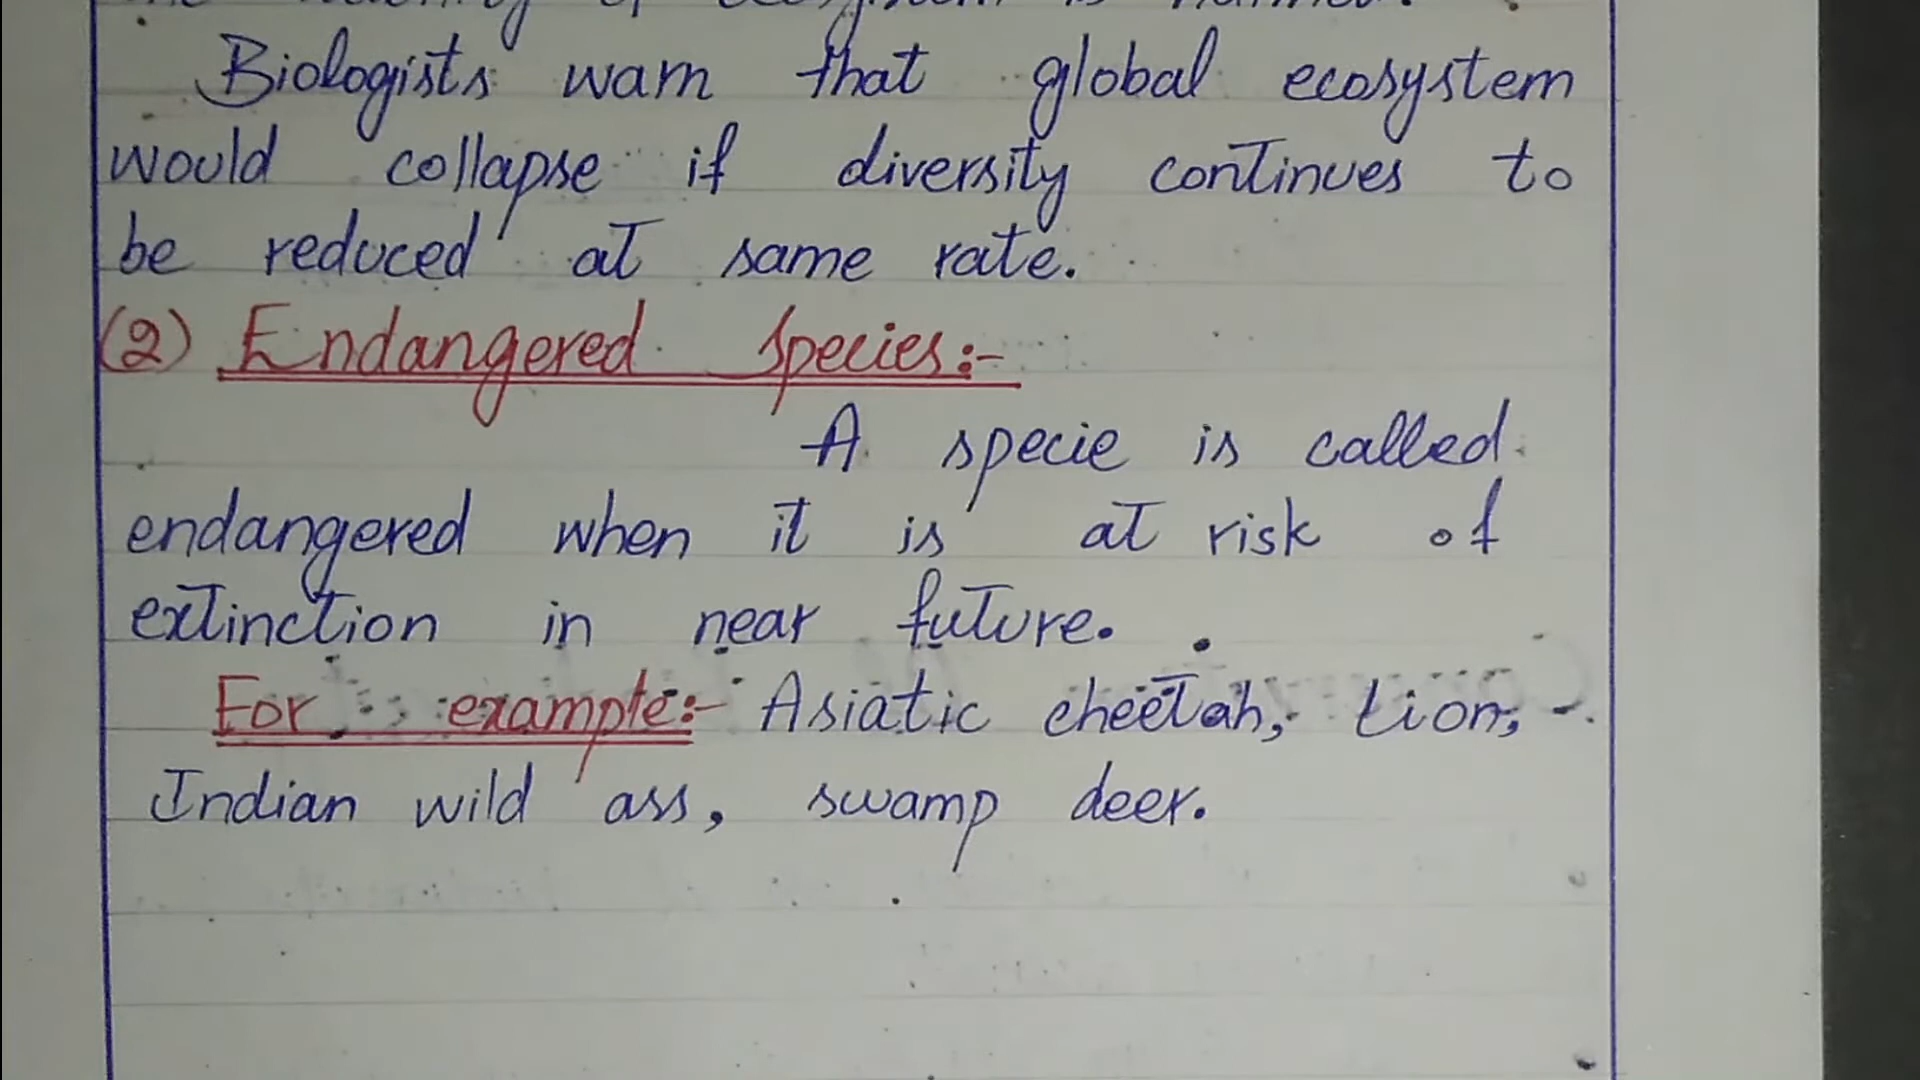 Biologists warn that global ecosystem
would collapse if diversity continues to
be reduced at same rate.
(2) Endangered Species:-
A specie is called
endangered when it is at risk of
extinction in near future.
For example:- Asiatic cheetah, lion,
Indian wild ass, swamp deer.